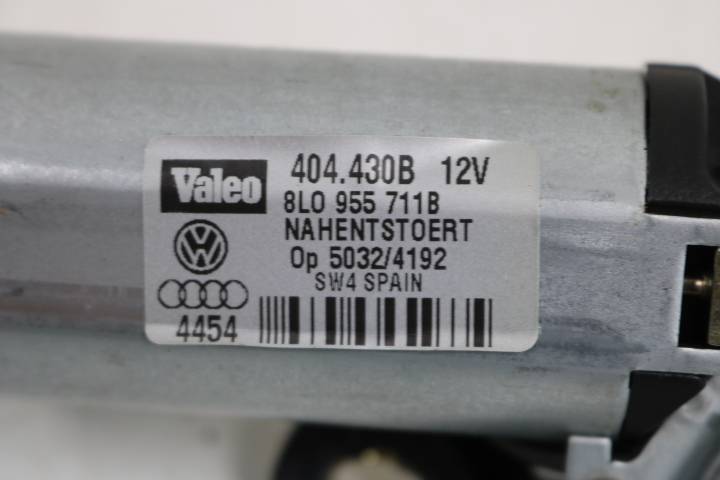 Valeo 404.430B 12V
8L0 955 711B
NAHENTSTOERT
Op 5032/4192
SW4 SPAIN
4454